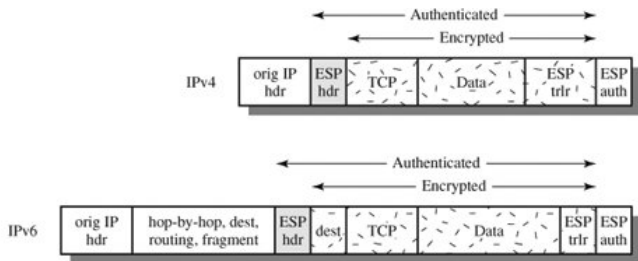 Authenticated
Encrypted
IPv4
orig IP
hdr
ESP
hdr
TCP
Data
ESP
trlr
ESP
auth
Authenticated
Encrypted
IPv6
orig IP
hdr
hop-by-hop, dest,
routing, fragment
ESP
hdr
dest
TCP
Data
ESP
trlr
ESP
auth